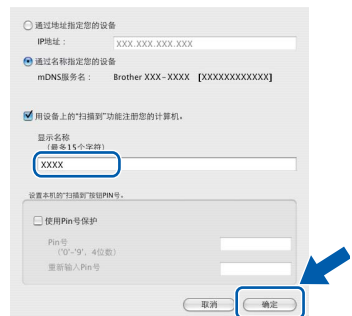 通过地址指定您的设备
IP地址： XXX.XXX.XXX.XXX
通过名称指定您的设备
mDNS服务名： Brother XXX-XXXX [XXXXXXXXXXXX]
用设备上的“扫描到”功能注册您的计算机。
显示名称
(最多15个字符)
XXXX
设置本机的“扫描到”按钮PIN号。
使用Pin号保护
Pin号
(‘0’-‘9’，4位数)
重新输入Pin号
取消 确定